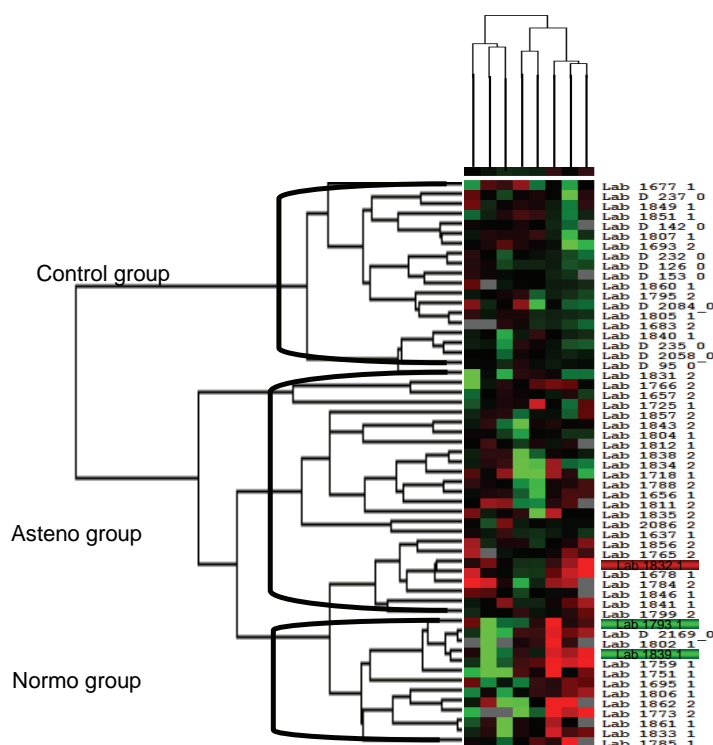 Lab 1677 1
Lab D 237 0
Lab 1849 1
Lab 1851 1
Lab D 142 0
Lab 1807 1
Lab 1693 2
Lab D 232 0
Lab D 126 0
Control group
Lab D 153 0
Lab 1860 1
Lab 1795 2
Lab D 2084_0
Lab 1805 1
Lab 1683 2
Lab 1840 1
Lab D 235 0
Lab D 2058_0
Lab D 95 0
Lab 1831 2
Lab 1766 2
Lab 1657 2
Lab 1725 1
Lab 1857 2
Lab 1843 2
Lab 1804 1
Lab 1812 1
Lab 1838 2
Lab 1834 2
Lab 1718 1
Lab 1788 2
Lab 1656 1
Lab 1811 2
Lab 1835 2
Lab 2086 2
Asteno group
Lab 1637 1
Lab 1856 2
Lab 1765 2
Lab 1832 1
Lab 1678 1
Lab 1784 2
Lab 1846 1
Lab 1841 1
Lab 1799 2
Lab 1793 1
Lab D 2169_0
Lab 1802 1
Lab 1839 1
Lab 1759 1
Lab 1751 1
Normo group
Lab 1695 1
Lab 1806 1
Lab 1862 2
Lab 1773 2
Lab 1861 1
Lab 1833 1
Lab 1785 1